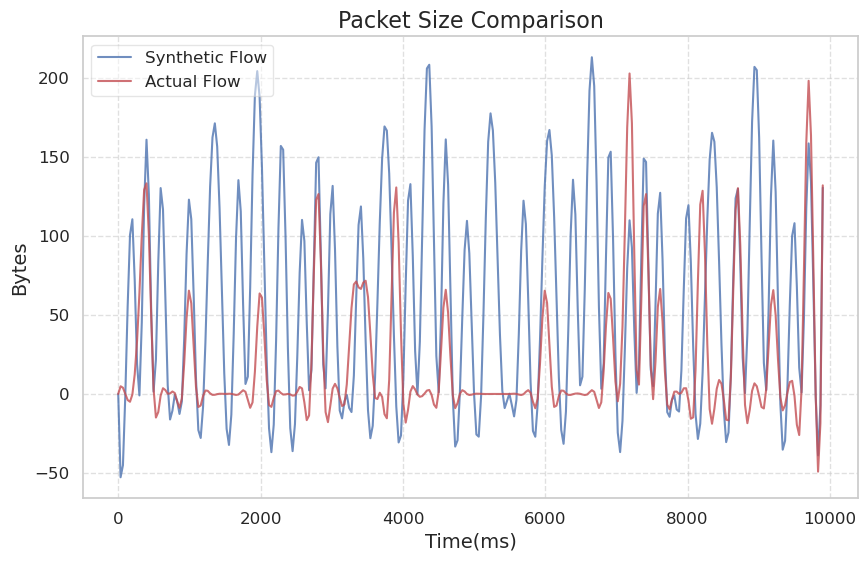 Packet Size Comparison
Synthetic Flow
Actual Flow
200
150
100
50
0
−50
Bytes
0 2000 4000 6000 8000 10000
Time(ms)